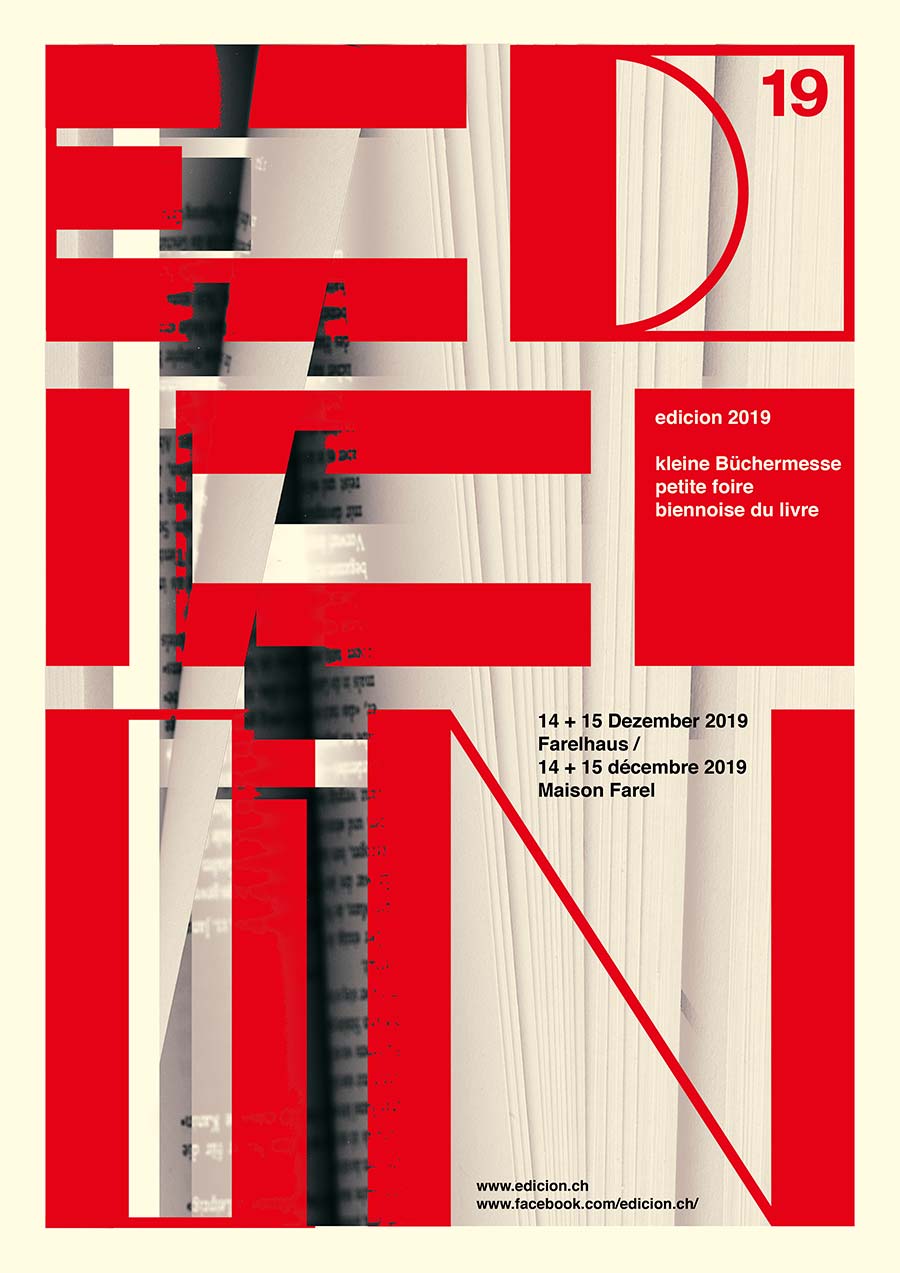 EDICION
19
edicion 2019
kleine Büchermesse
petite foire
biennoise du livre
14 + 15 Dezember 2019
Farelhaus /
14 + 15 décembre 2019
Maison Farel
www.edicion.ch
www.facebook.com/edicion.ch/